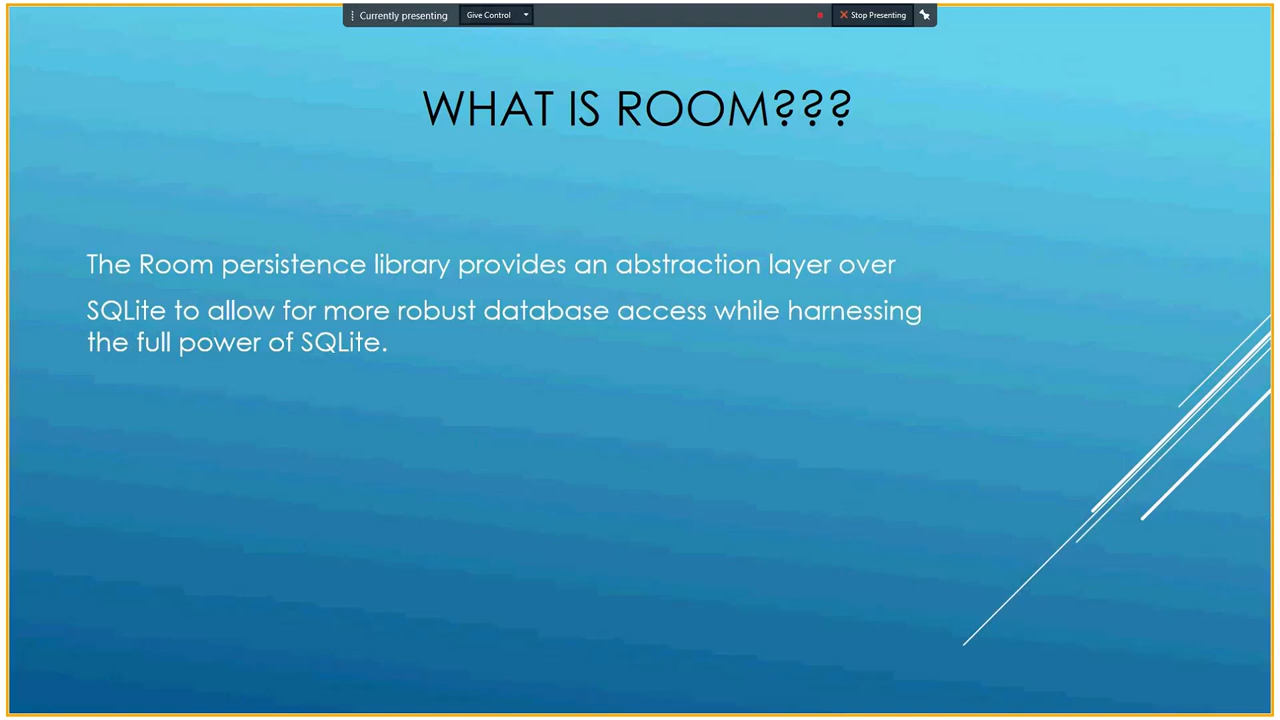 Currently presenting Give Control Stop Presenting
WHAT IS ROOM???
The Room persistence library provides an abstraction layer over
SQLite to allow for more robust database access while harnessing
the full power of SQLite.